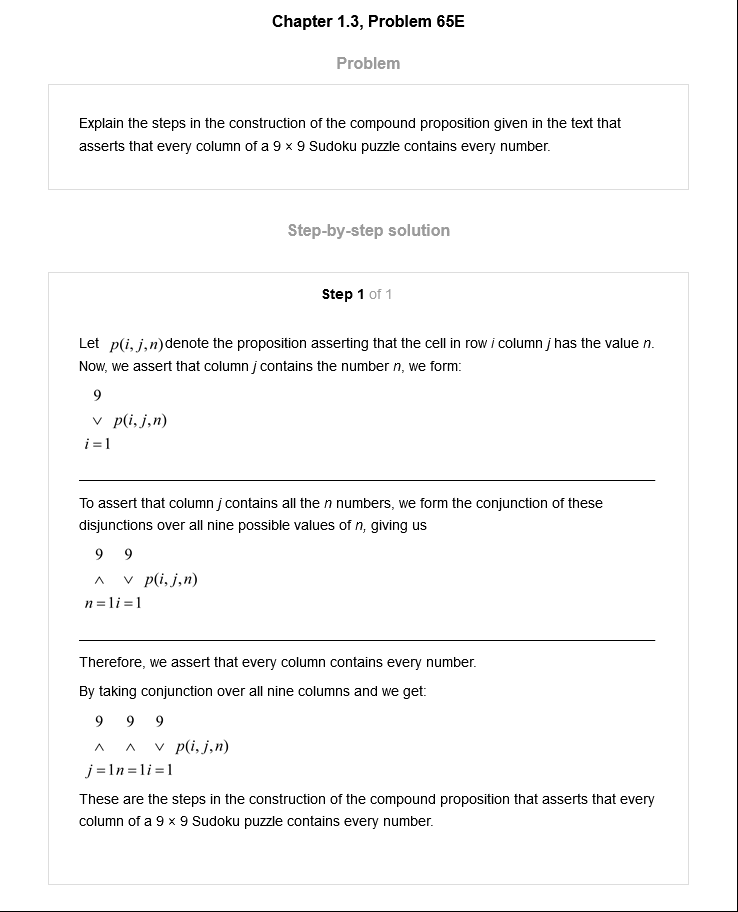 Chapter 1.3, Problem 65E
Problem
Explain the steps in the construction of the compound proposition given in the text that
asserts that every column of a 9 × 9 Sudoku puzzle contains every number.
Step-by-step solution
Step 1 of 1
Let p(i, j, n) denote the proposition asserting that the cell in row i column j has the value n.
Now, we assert that column j contains the number n, we form:
9
∨ p(i, j, n)
i = 1
To assert that column j contains all the n numbers, we form the conjunction of these
disjunctions over all nine possible values of n, giving us
9 9
∧ ∨ p(i, j, n)
n = 1 i = 1
Therefore, we assert that every column contains every number.
By taking conjunction over all nine columns and we get:
9 9 9
∧ ∧ ∨ p(i, j, n)
j = 1 n = 1 i = 1
These are the steps in the construction of the compound proposition that asserts that every
column of a 9 × 9 Sudoku puzzle contains every number.